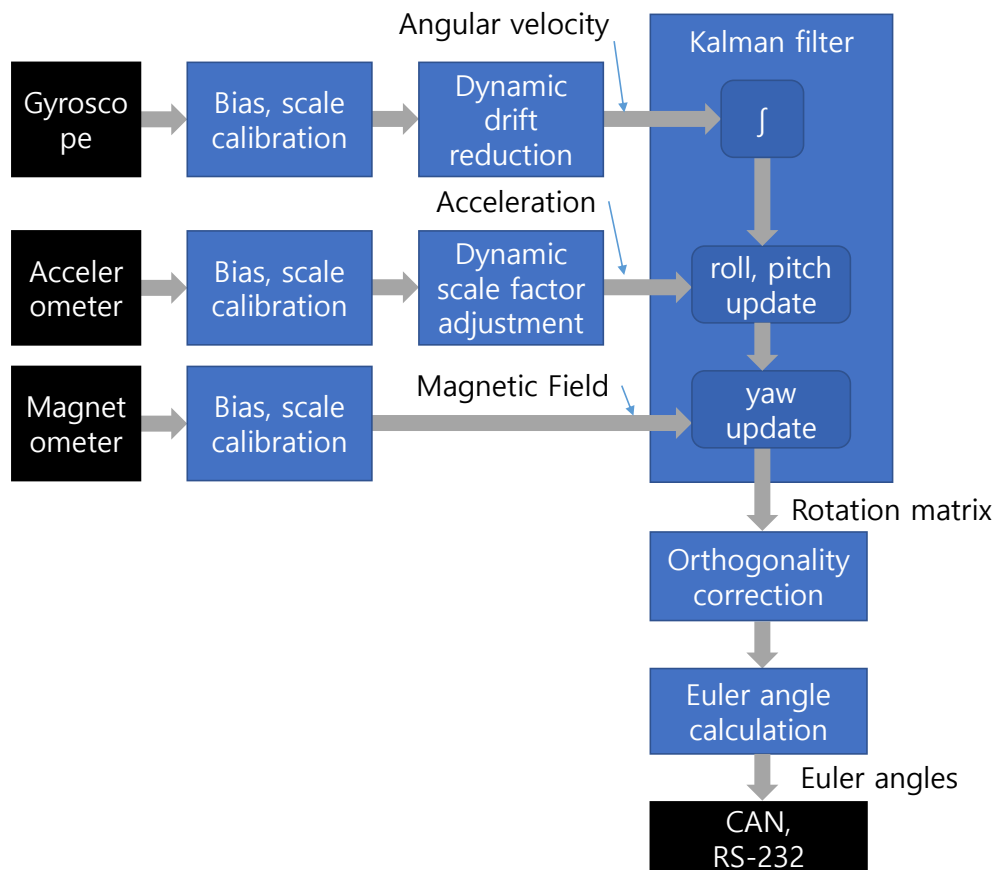 Angular velocity
Kalman filter
Gyrosco
pe
Bias, scale
calibration
Dynamic
drift
reduction
∫
Acceleration
Acceler
ometer
Bias, scale
calibration
Dynamic
scale factor
adjustment
roll, pitch
update
Magnetic Field
Magnet
ometer
Bias, scale
calibration
yaw
update
Rotation matrix
Orthogonality
correction
Euler angle
calculation
Euler angles
CAN,
RS-232